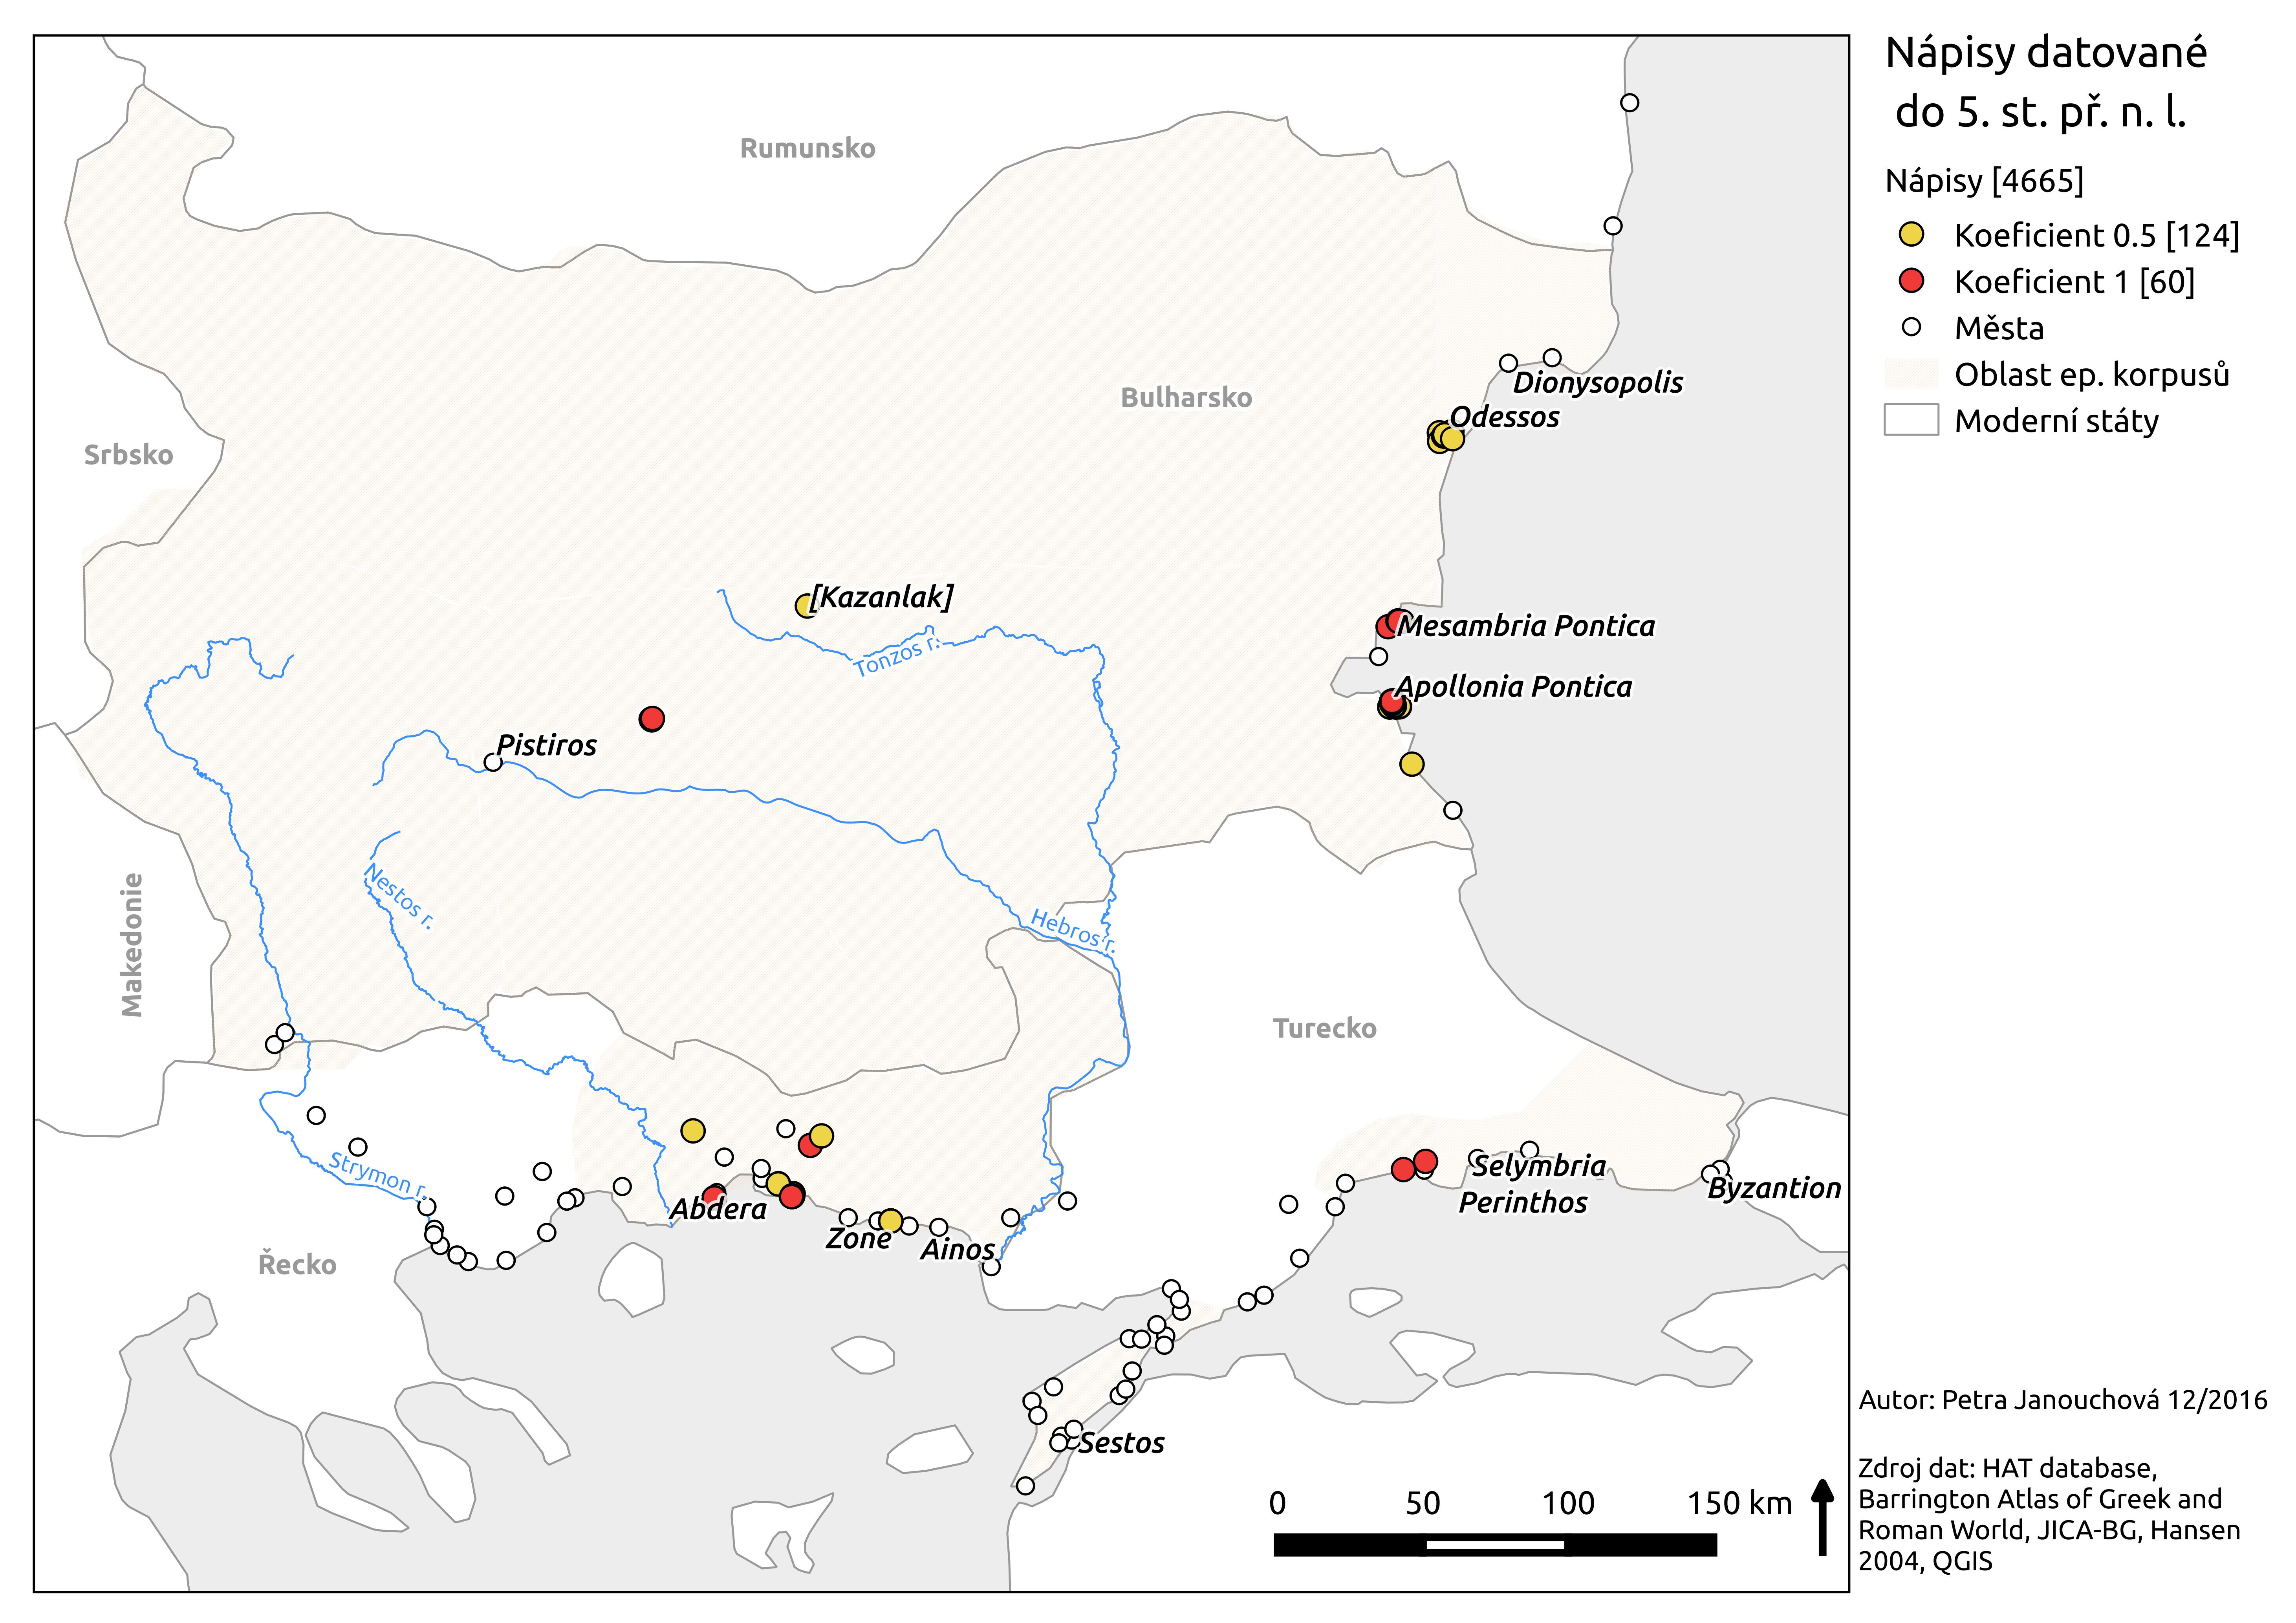 Nápisy datované
do 5. st. př. n. l.
Nápisy [4665]
Koeficient 0.5 [124]
Koeficient 1 [60]
Města
Oblast ep. korpusů
Moderní státy
Rumunsko
Bulharsko
Srbsko
Makedonie
Řecko
Turecko
Dionysopolis
Odessos
[Kazanlak]
Tonzos r.
Mesambria Pontica
Apollonia Pontica
Pistiros
Nestos r.
Hebros r.
Strymon r.
Abdera
Zone
Ainos
Selymbria
Perinthos
Byzantion
Sestos
0 50 100 150 km
Autor: Petra Janouchová 12/2016
Zdroj dat: HAT database,
Barrington Atlas of Greek and
Roman World, JICA-BG, Hansen
2004, QGIS